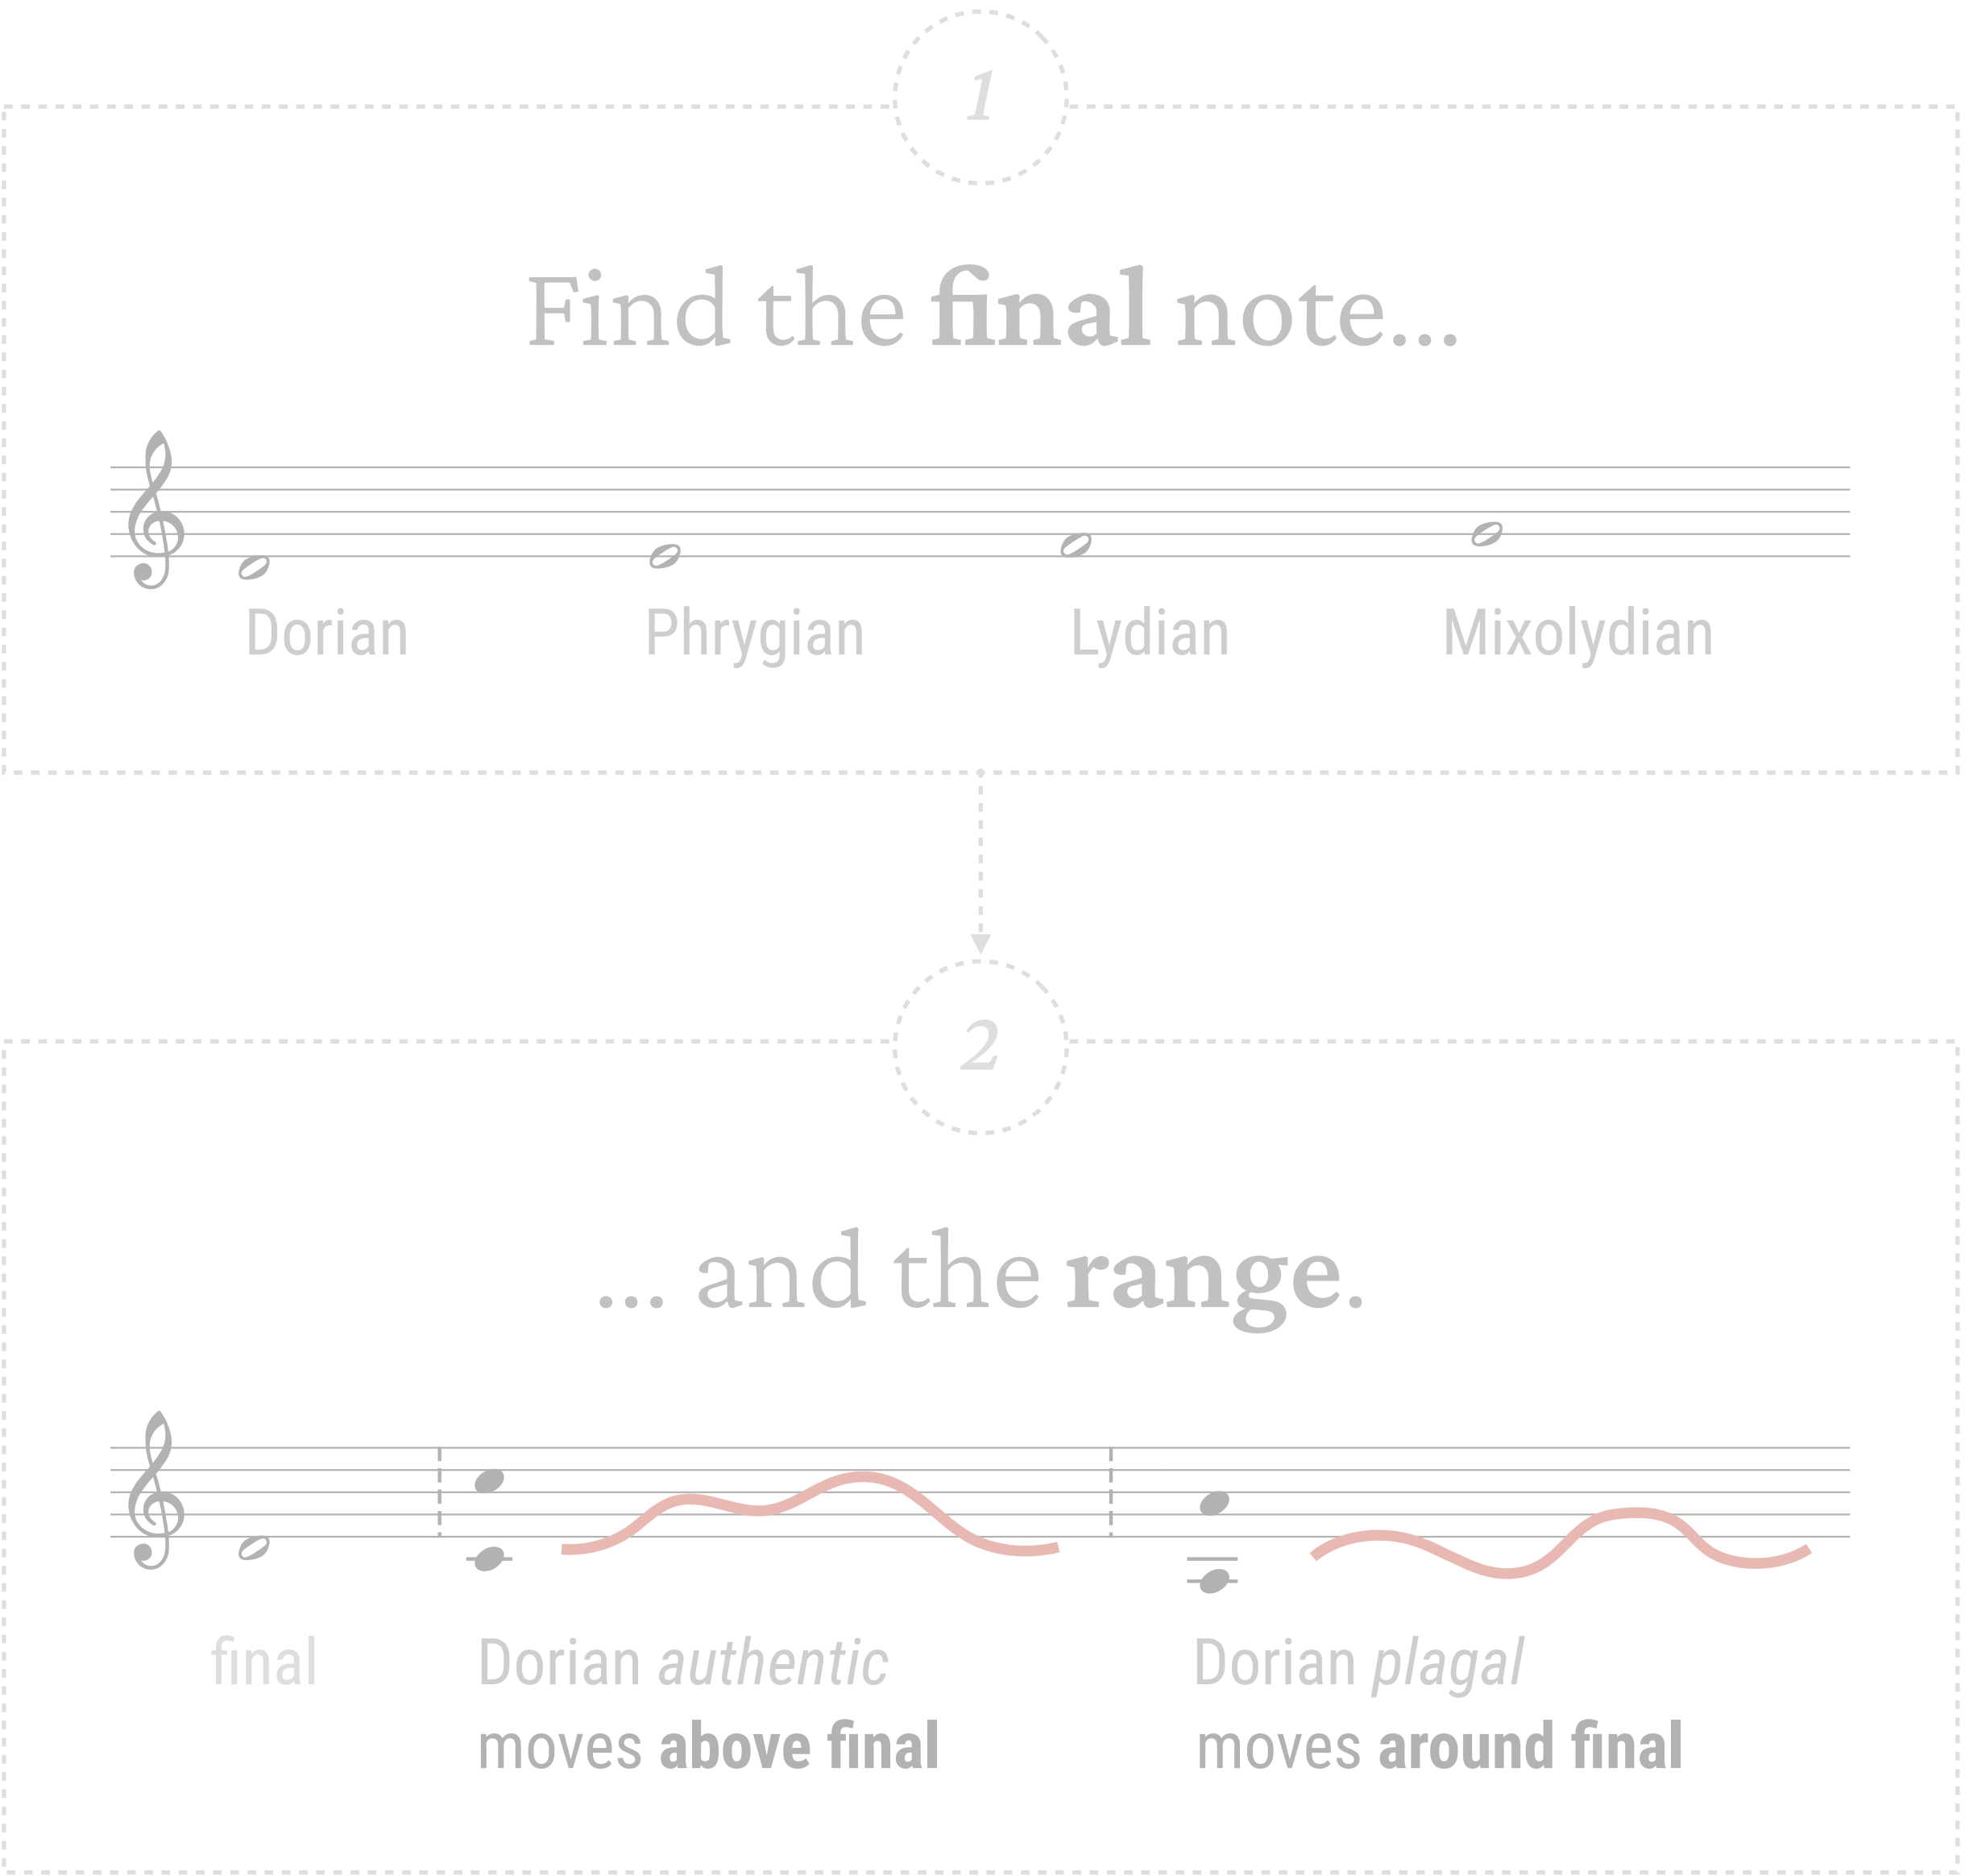 1
Find the final note...
Dorian Phrygian Lydian Mixolydian
2
... and the range.
final Dorian authentic Dorian plagal
moves above final moves around final